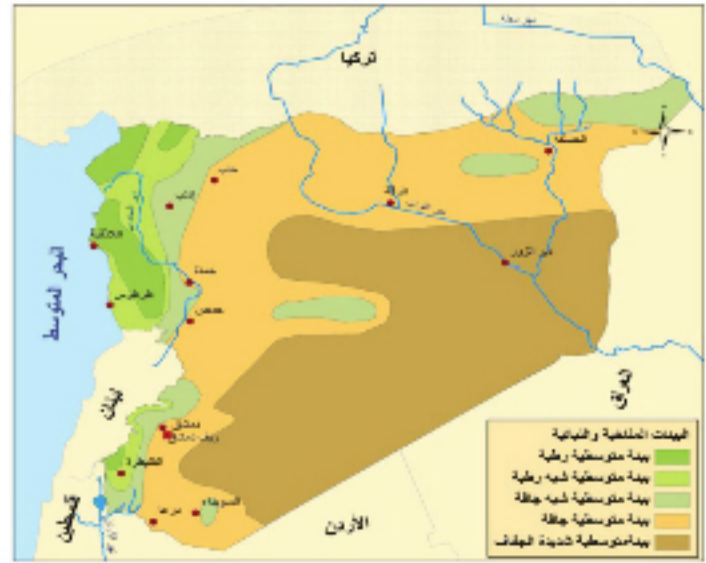 تركيا
الحسكة
حلب
إدلب
الرقة
نهر الفرات
اللاذقية
دير الزور
حماة
البحر المتوسط
طرطوس
حمص
لبنان
العراق
دمشق
ريف دمشق
القنيطرة
السويداء
درعا
فلسطين
الأردن
البيئات المناخية والنباتية
بيئة متوسطية رطبة
بيئة متوسطية شبه رطبة
بيئة متوسطية شبه جافة
بيئة متوسطية جافة
بيئة متوسطية شديدة الجفاف